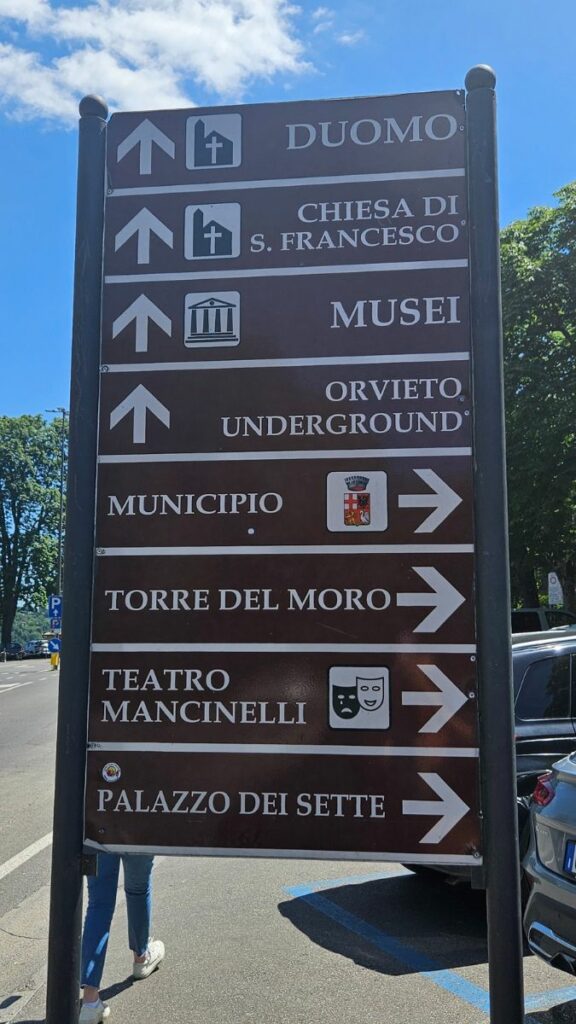 DUOMO
CHIESA DI
S. FRANCESCO
MUSEI
ORVIETO
UNDERGROUND
MUNICIPIO
TORRE DEL MORO
TEATRO
MANCINELLI
PALAZZO DEI SETTE
P